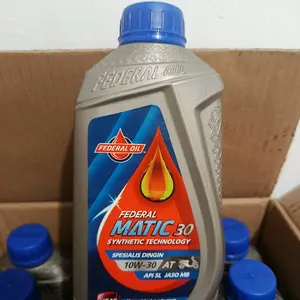 FEDERAL OIL
FEDERAL OIL
FEDERAL
MATIC 30
SYNTHETIC TECHNOLOGY
SPESIALIS DINGIN
10W-30 AT
API SL JASO MB